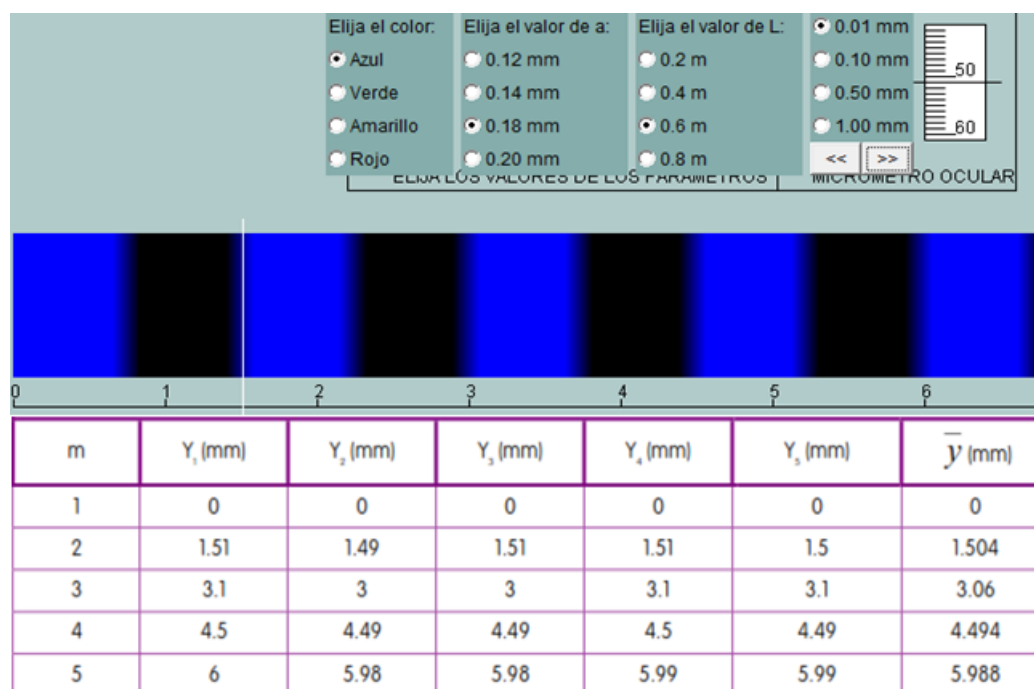 Elija el color: Elija el valor de a: Elija el valor de L: 0.01 mm
Azul 0.12 mm 0.2 m 0.10 mm 50
Verde 0.14 mm 0.4 m 0.50 mm
Amarillo 0.18 mm 0.6 m 1.00 mm 60
Rojo 0.20 mm 0.8 m << >>
ELIJA LOS VALORES DE LOS PARAMETROS MICROMETRO OCULAR
0 1 2 3 4 5 6
m Y₁ (mm) Y₂ (mm) Y₃ (mm) Y₄ (mm) Y₅ (mm) y̅ (mm)
1 0 0 0 0 0 0
2 1.51 1.49 1.51 1.51 1.5 1.504
3 3.1 3 3 3.1 3.1 3.06
4 4.5 4.49 4.49 4.5 4.49 4.494
5 6 5.98 5.98 5.99 5.99 5.988